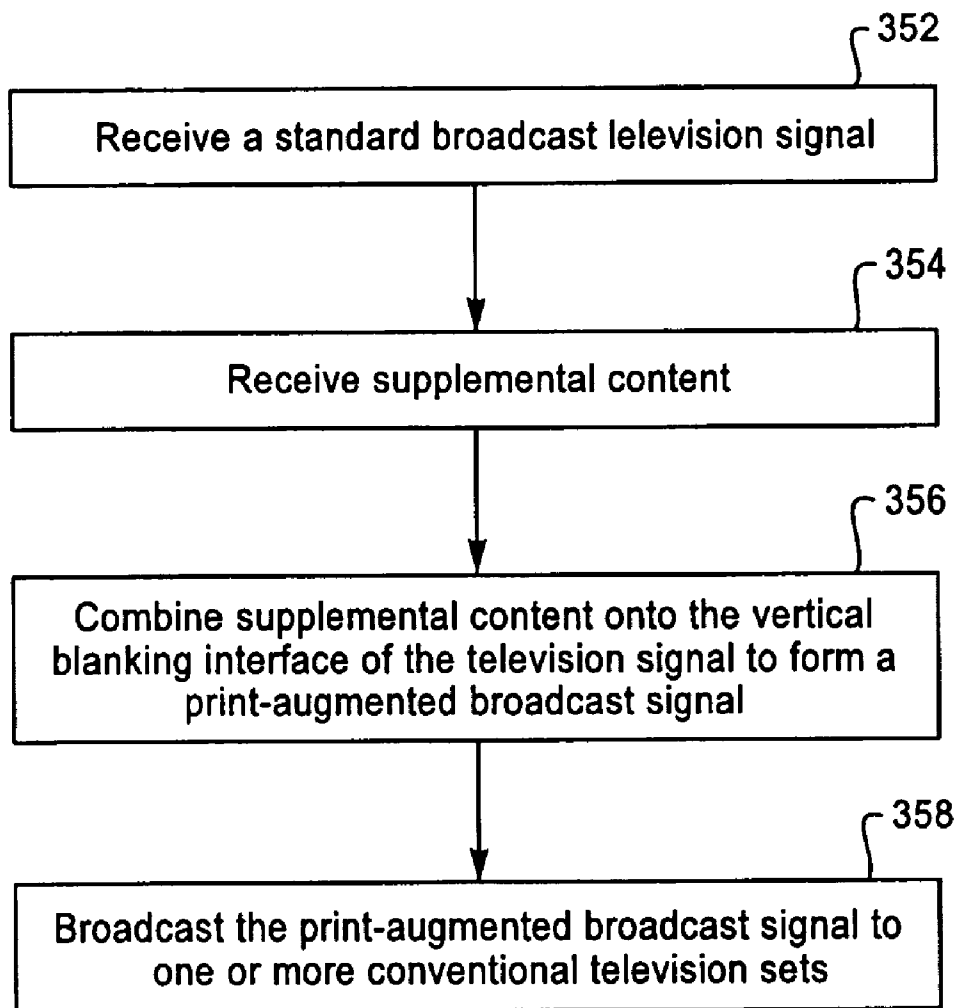 352
Receive a standard broadcast lelevision signal
354
Receive supplemental content
356
Combine supplemental content onto the vertical
blanking interface of the television signal to form a
print-augmented broadcast signal
358
Broadcast the print-augmented broadcast signal to
one or more conventional television sets